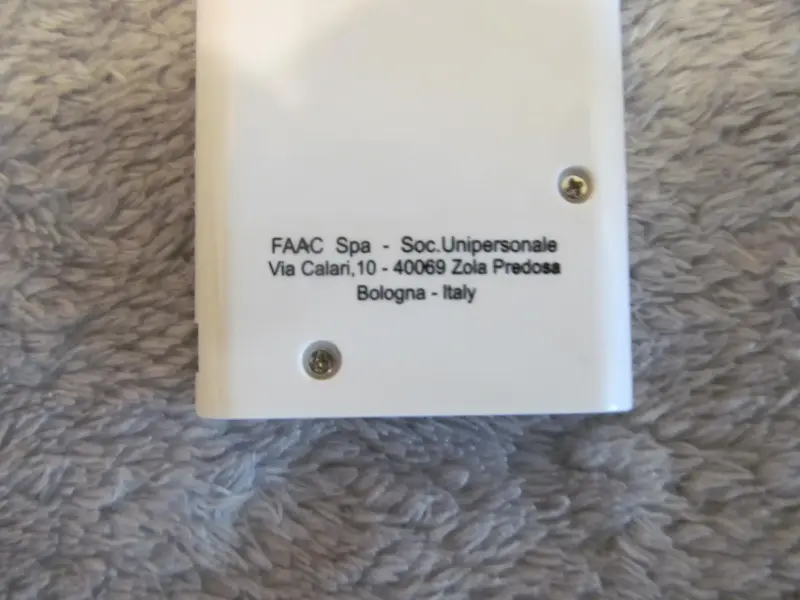 FAAC Spa - Soc.Unipersonale
Via Calari,10 - 40069 Zola Predosa
Bologna - Italy